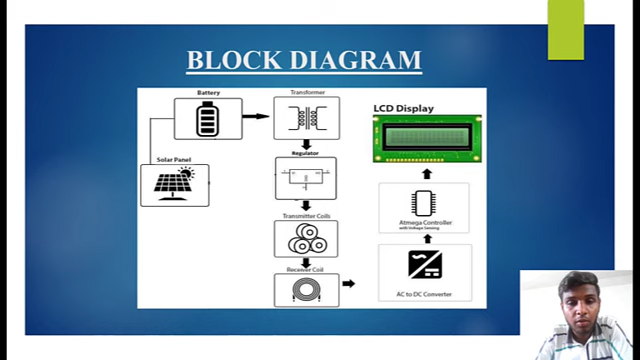 BLOCK DIAGRAM
Battery
Transformer
LCD Display
Solar Panel
Regulator
Transmitter Coils
Atmega Controller
with Voltage Sensing
Receiver Coil
AC to DC Converter